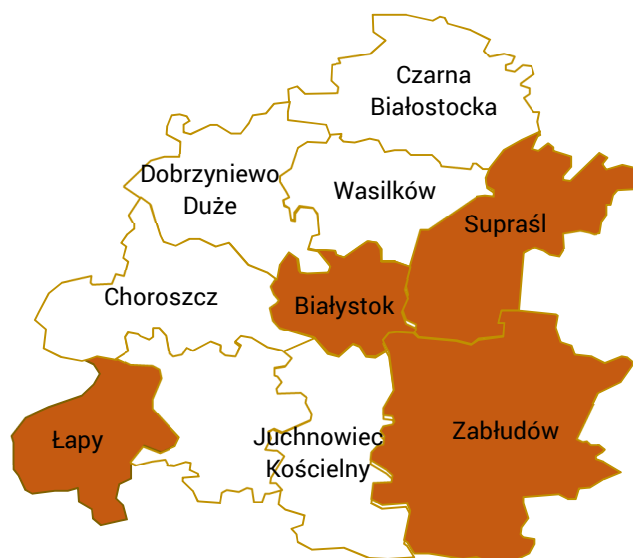 Czarna
Białostocka
Dobrzyniewo
Duże
Wasilków
Supraśl
Choroszcz
Białystok
Łapy
Juchnowiec
Kościelny
Zabłudów